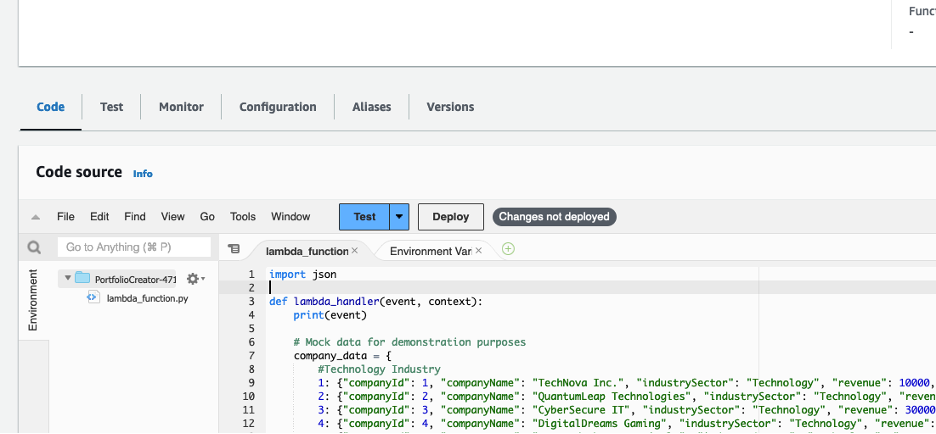 Func
-
Code Test Monitor Configuration Aliases Versions
Code source Info
File Edit Find View Go Tools Window Test Deploy Changes not deployed
Go to Anything (⌘ P) lambda_function Environment Var
Environment
PortfolioCreator-471
lambda_function.py
1 import json
2
3 def lambda_handler(event, context):
4 print(event)
5
6 # Mock data for demonstration purposes
7 company_data = {
8 #Technology Industry
9 1: {"companyId": 1, "companyName": "TechNova Inc.", "industrySector": "Technology", "revenue": 10000,
10 2: {"companyId": 2, "companyName": "QuantumLeap Technologies", "industrySector": "Technology", "reven
11 3: {"companyId": 3, "companyName": "CyberSecure IT", "industrySector": "Technology", "revenue": 30000
12 4: {"companyId": 4, "companyName": "DigitalDreams Gaming", "industrySector": "Technology", "revenue":